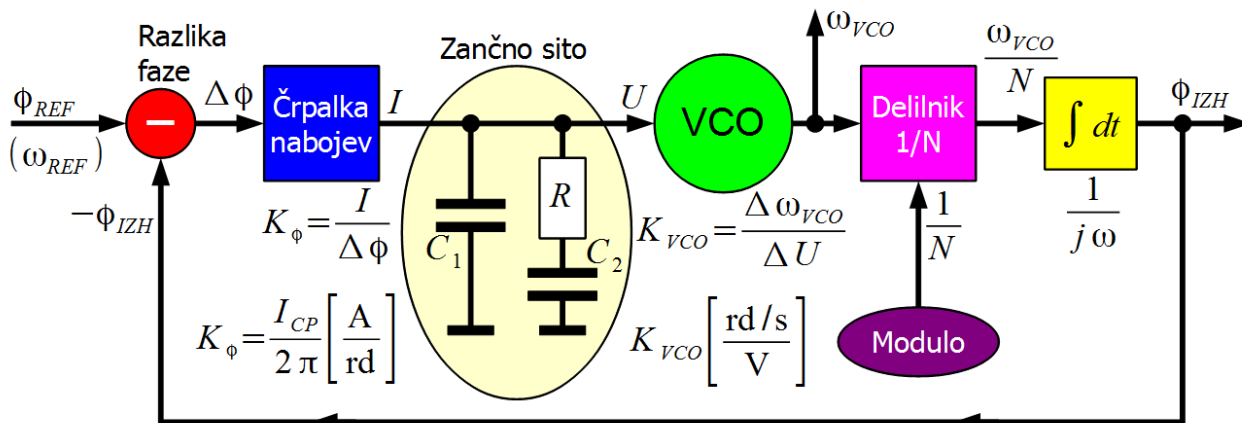 Razlika
faze
Zančno sito
ω_VCO
ω_VCO/N
ϕ_REF
(ω_REF)
−
Δϕ
Črpalka
nabojev
I
U
VCO
Delilnik
1/N
∫ dt
ϕ_IZH
−ϕ_IZH
K_ϕ=I/Δϕ
C_1
R
C_2
K_VCO=Δω_VCO/ΔU
1/N
1/jω
K_ϕ=I_CP/2π[A/rd]
K_VCO[rd/s/V]
Modulo